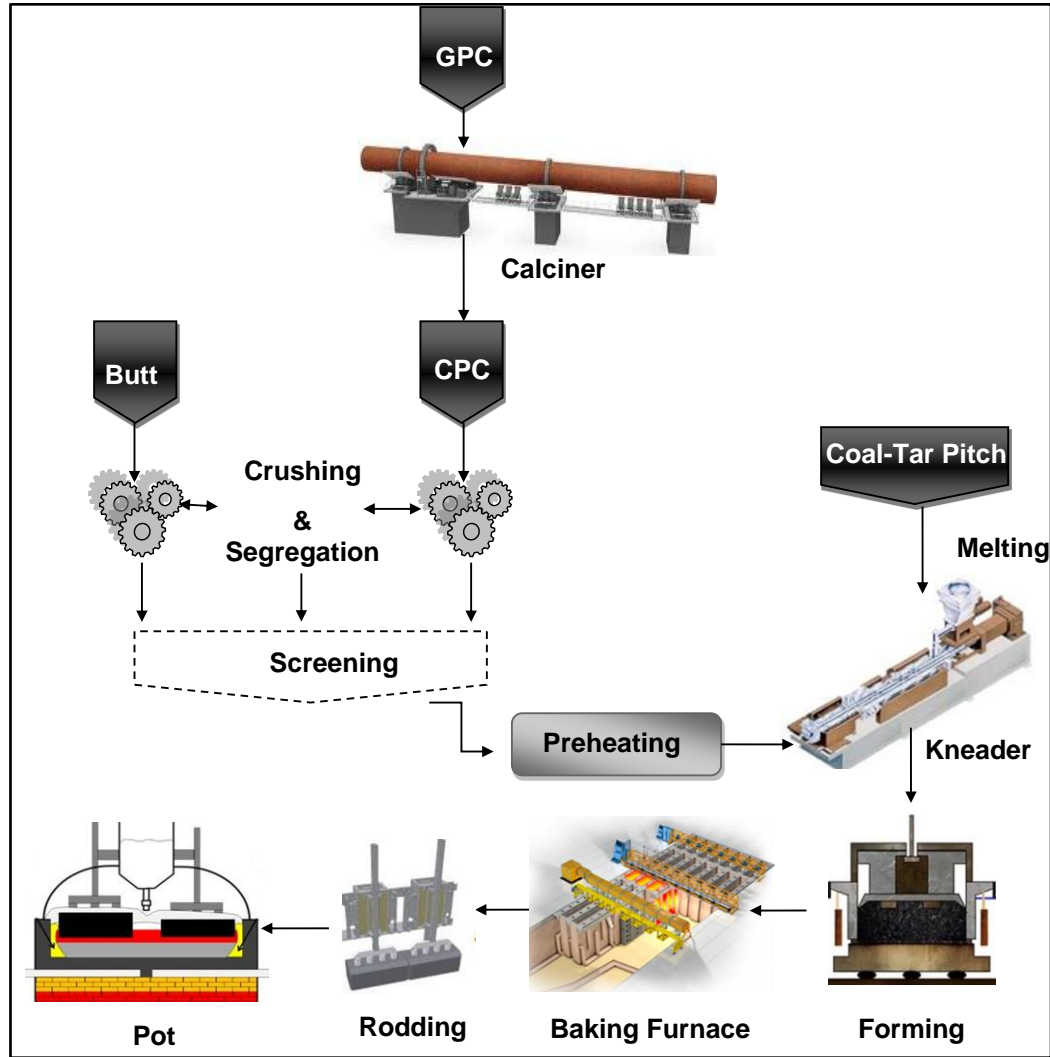 GPC
Calciner
Butt
CPC
Coal-Tar Pitch
Crushing
&
Segregation
Melting
Screening
Preheating
Kneader
Pot
Rodding
Baking Furnace
Forming